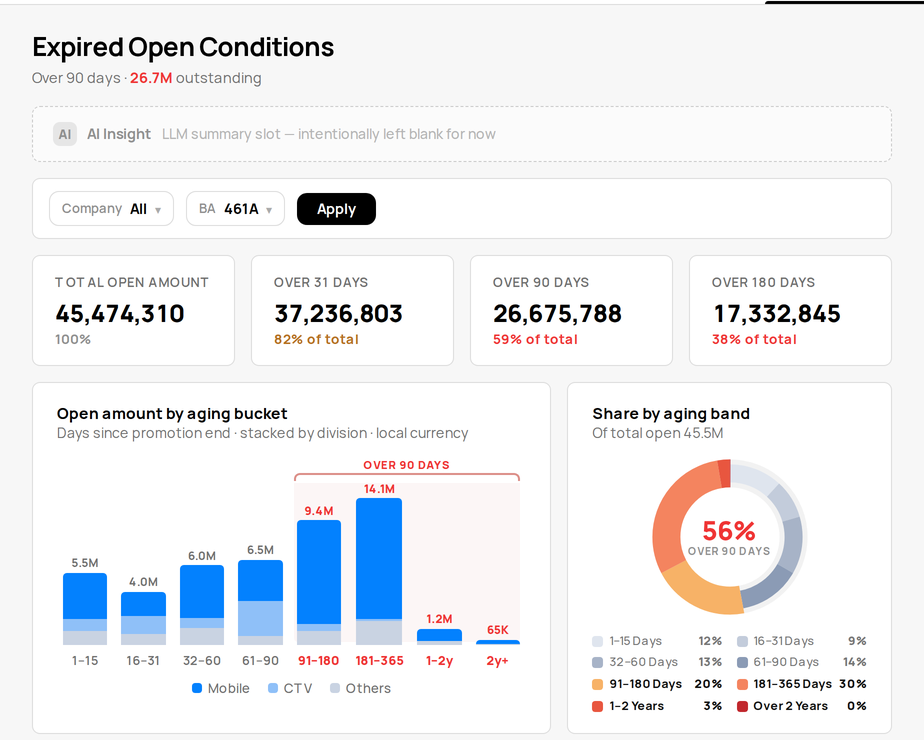 Expired Open Conditions
Over 90 days · 26.7M outstanding
AI AI Insight LLM summary slot — intentionally left blank for now
Company All ▾ BA 461A ▾ Apply
TOTAL OPEN AMOUNT
45,474,310
100%
OVER 31 DAYS
37,236,803
82% of total
OVER 90 DAYS
26,675,788
59% of total
OVER 180 DAYS
17,332,845
38% of total
Open amount by aging bucket
Days since promotion end · stacked by division · local currency
OVER 90 DAYS
5.5M 4.0M 6.0M 6.5M 9.4M 14.1M 1.2M 65K
1–15 16–31 32–60 61–90 91–180 181–365 1–2y 2y+
Mobile CTV Others
Share by aging band
Of total open 45.5M
56%
OVER 90 DAYS
1–15 Days 12% 16–31 Days 9%
32–60 Days 13% 61–90 Days 14%
91–180 Days 20% 181–365 Days 30%
1–2 Years 3% Over 2 Years 0%